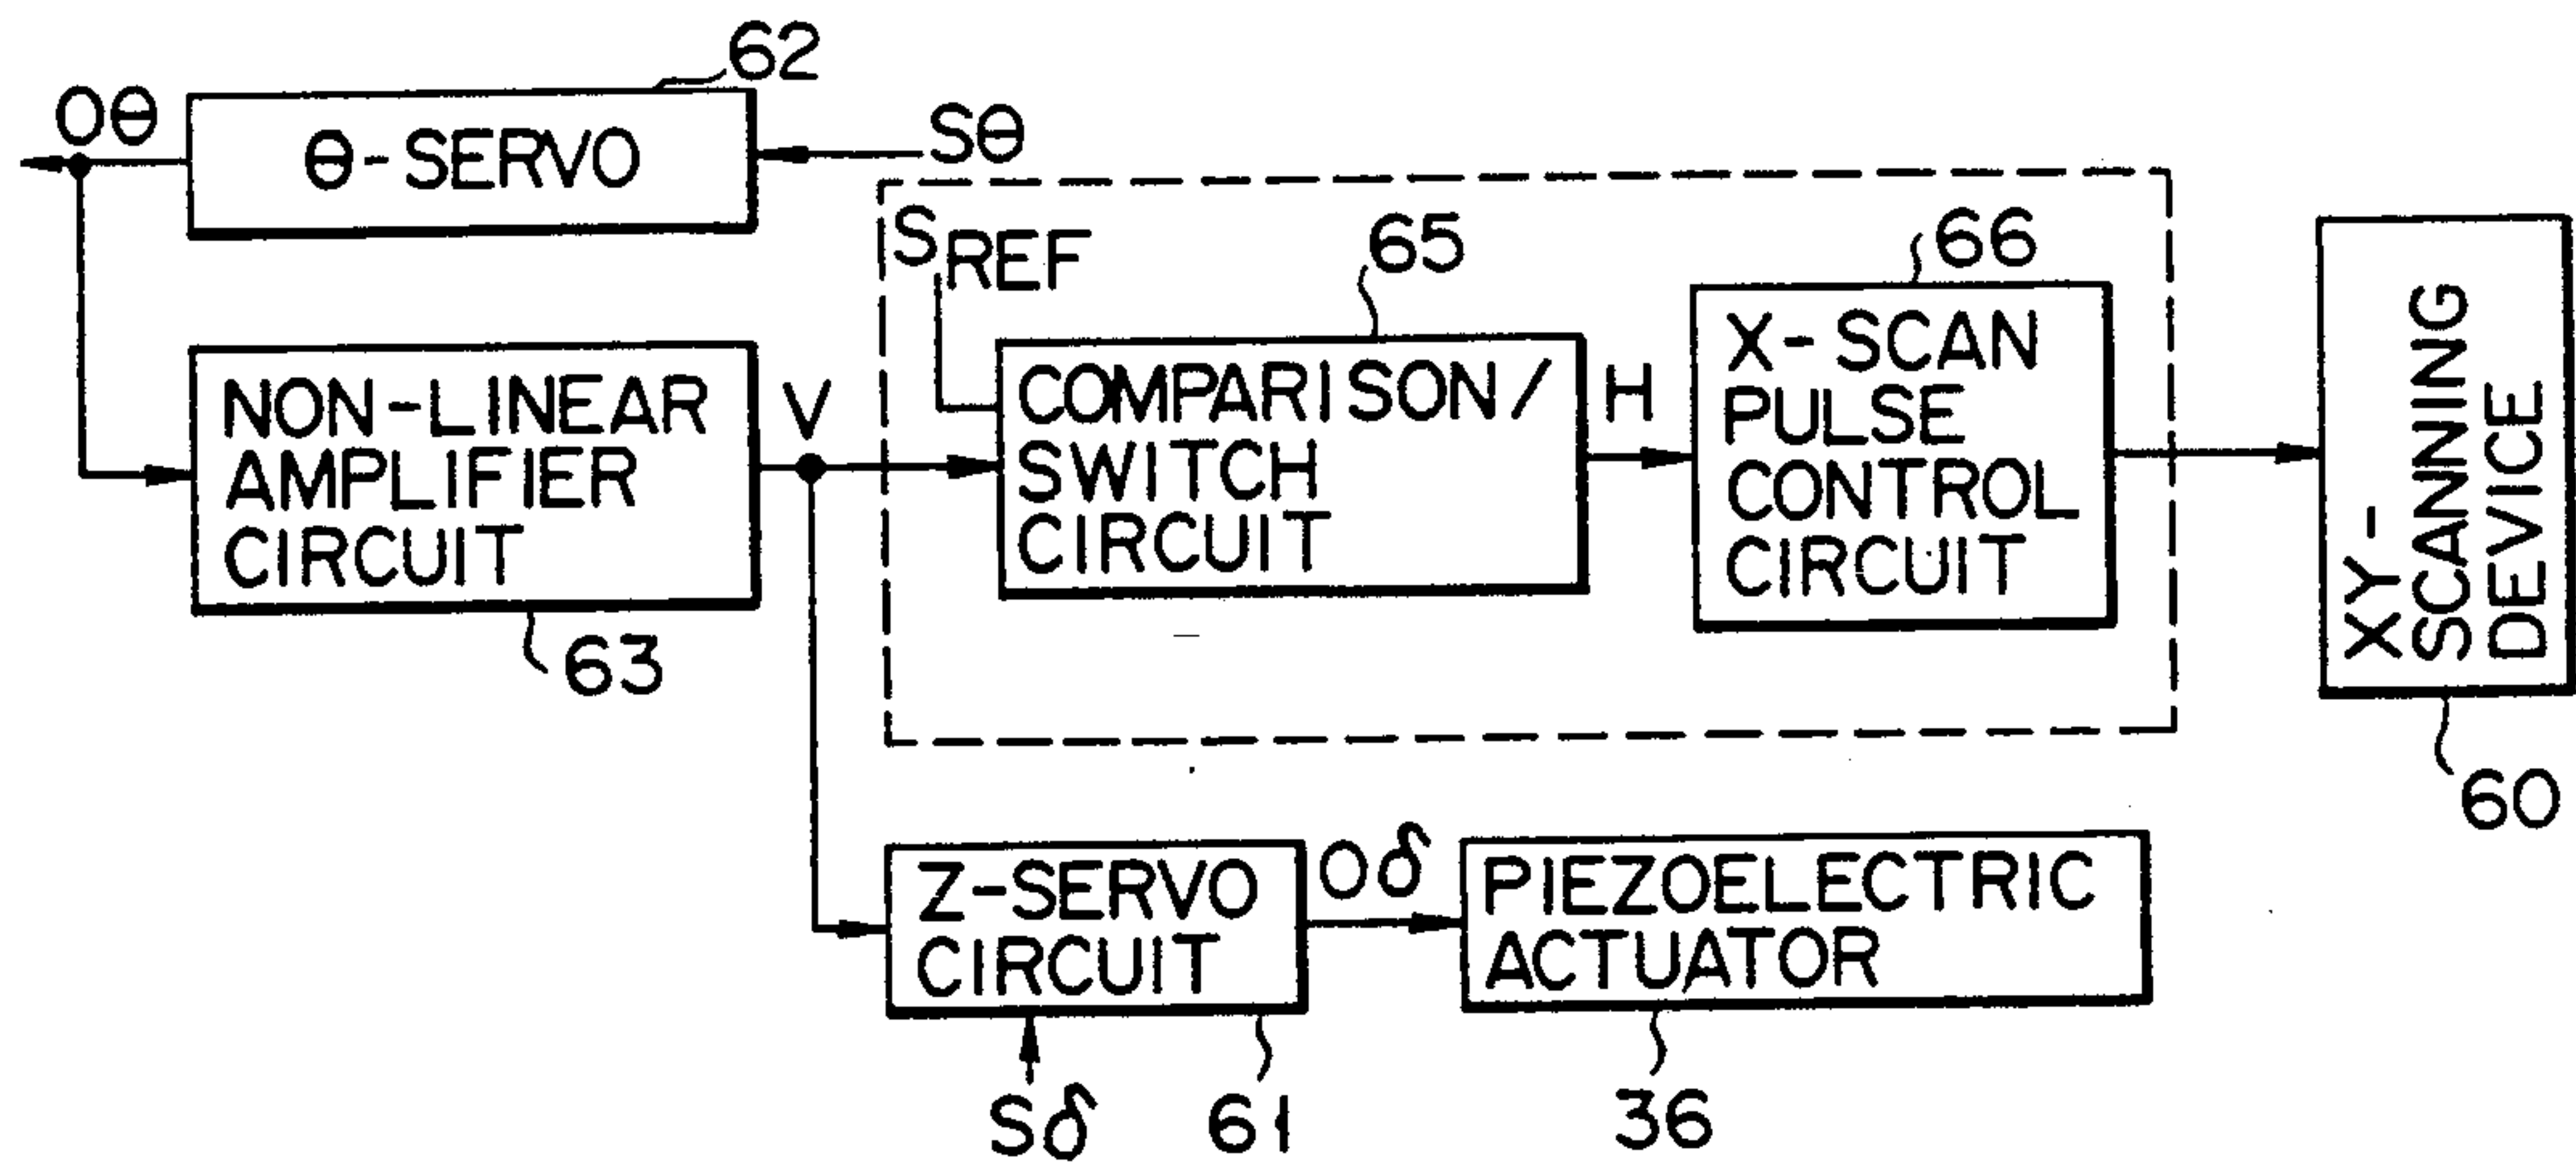 62
Oθ
θ-SERVO
Sθ
S REF
65
66
NON-LINEAR
AMPLIFIER
CIRCUIT
V
COMPARISON/
SWITCH
CIRCUIT
H
X-SCAN
PULSE
CONTROL
CIRCUIT
XY-
SCANNING
DEVICE
63
60
Z-SERVO
CIRCUIT
Oδ
PIEZOELECTRIC
ACTUATOR
Sδ
61
36